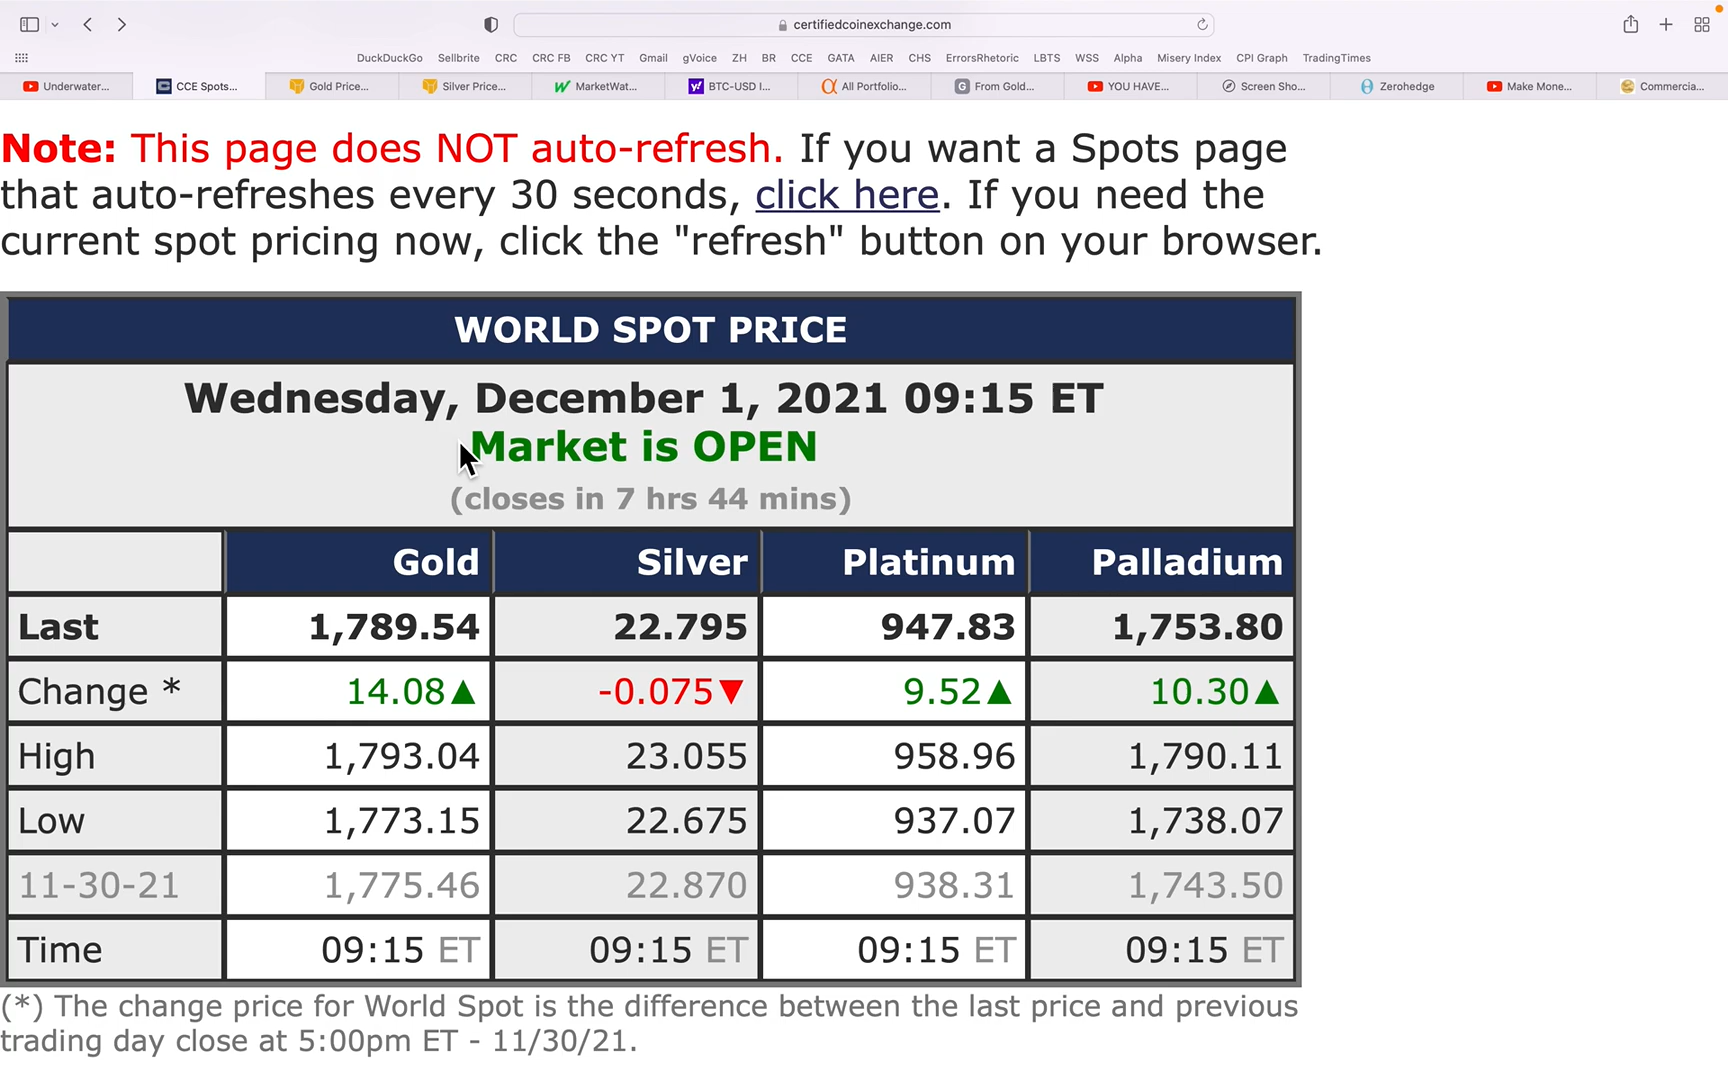 certifiedcoinexchange.com
DuckDuckGo Sellbrite CRC CRC FB CRC YT Gmail gVoice ZH BR CCE GATA AIER CHS ErrorsRhetoric LBTS WSS Alpha Misery Index CPI Graph TradingTimes
Underwater... CCE Spots... Gold Price... Silver Price... MarketWat... BTC-USD I... All Portfolio... From Gold... YOU HAVE... Screen Sho... Zerohedge Make Mone... Commercia...
Note: This page does NOT auto-refresh. If you want a Spots page
that auto-refreshes every 30 seconds, click here. If you need the
current spot pricing now, click the "refresh" button on your browser.
WORLD SPOT PRICE
Wednesday, December 1, 2021 09:15 ET
Market is OPEN
(closes in 7 hrs 44 mins)
Gold Silver Platinum Palladium
Last 1,789.54 22.795 947.83 1,753.80
Change * 14.08▲ -0.075▼ 9.52▲ 10.30▲
High 1,793.04 23.055 958.96 1,790.11
Low 1,773.15 22.675 937.07 1,738.07
11-30-21 1,775.46 22.870 938.31 1,743.50
Time 09:15 ET 09:15 ET 09:15 ET 09:15 ET
(*) The change price for World Spot is the difference between the last price and previous
trading day close at 5:00pm ET - 11/30/21.